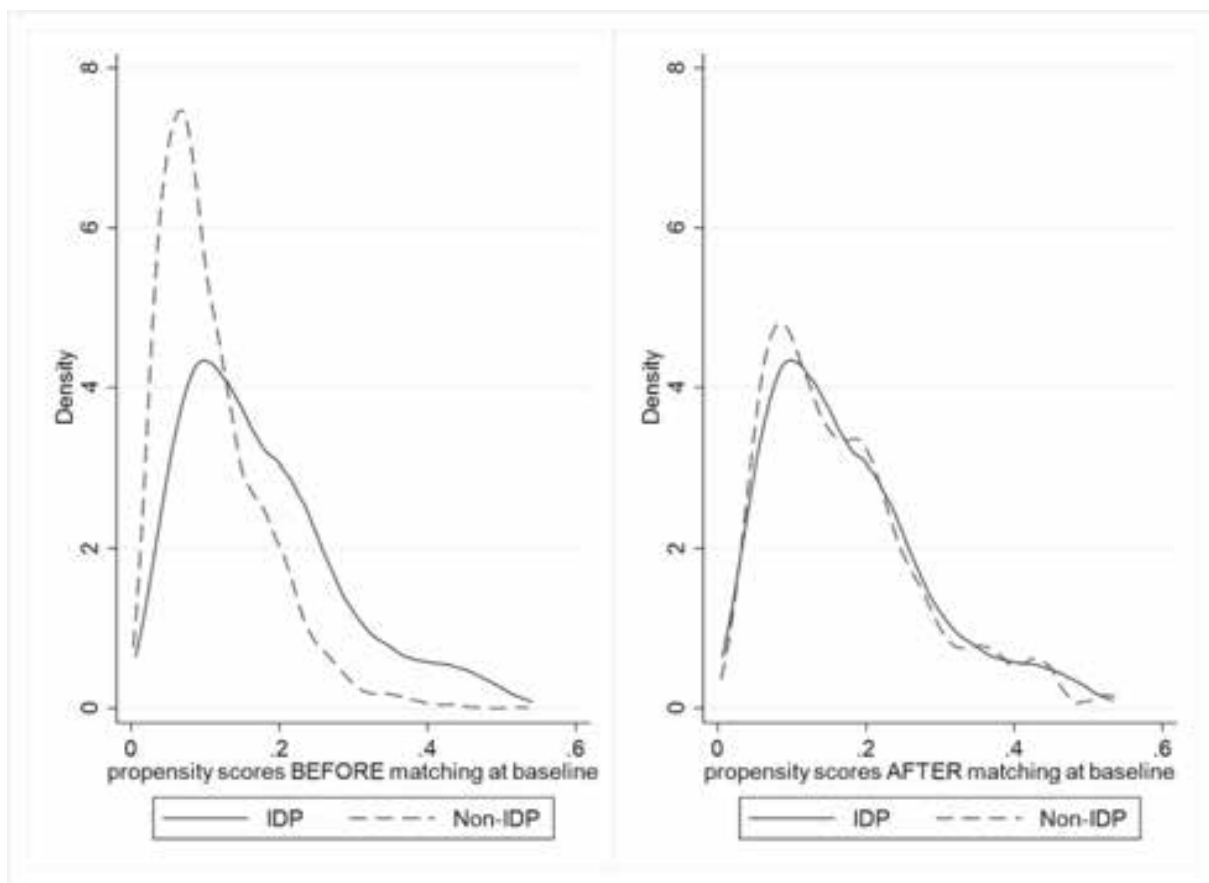 8
6
4
2
0
Density
0 .2 .4 .6
propensity scores BEFORE matching at baseline
IDP Non-IDP
8
6
4
2
0
Density
0 .2 .4 .6
propensity scores AFTER matching at baseline
IDP Non-IDP